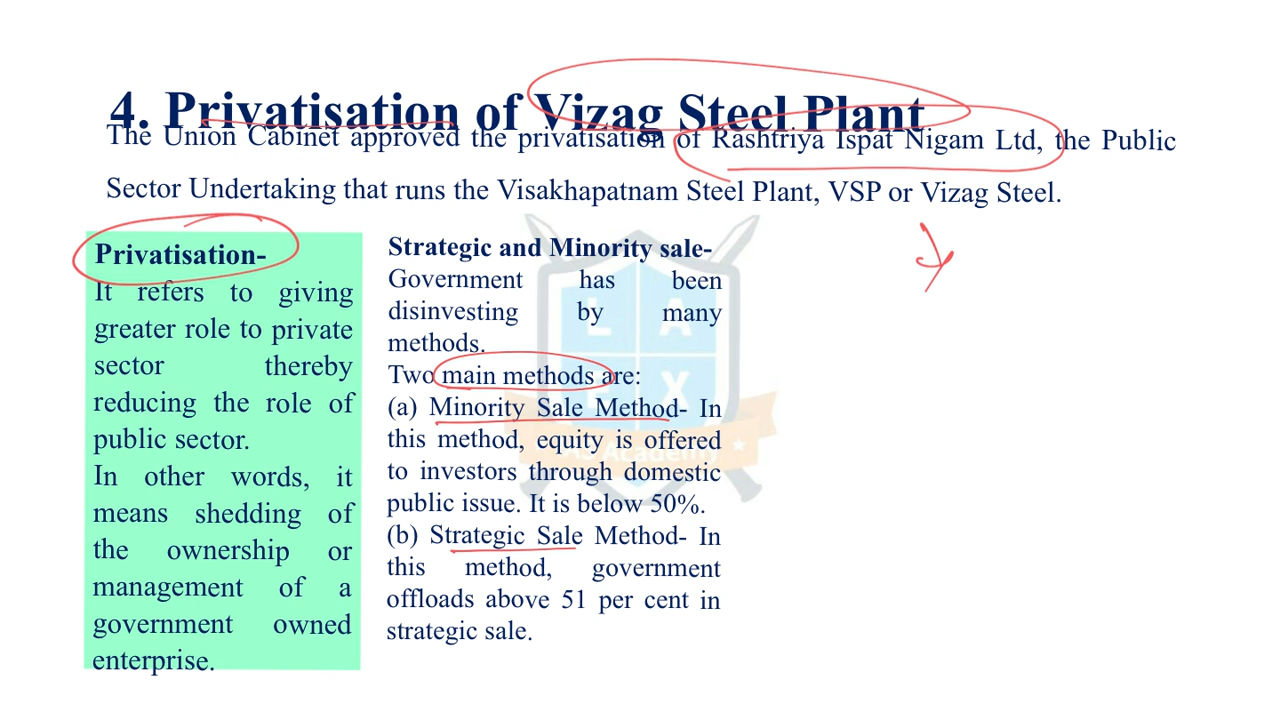 4. Privatisation of Vizag Steel Plant
The Union Cabinet approved the privatisation of Rashtriya Ispat Nigam Ltd, the Public
Sector Undertaking that runs the Visakhapatnam Steel Plant, VSP or Vizag Steel.
Privatisation-
It refers to giving
greater role to private
sector thereby
reducing the role of
public sector.
In other words, it
means shedding of
the ownership or
management of a
government owned
enterprise.
Strategic and Minority sale-
Government has been
disinvesting by many
methods.
Two main methods are:
(a) Minority Sale Method- In
this method, equity is offered
to investors through domestic
public issue. It is below 50%.
(b) Strategic Sale Method- In
this method, government
offloads above 51 per cent in
strategic sale.
L A
X
Academy